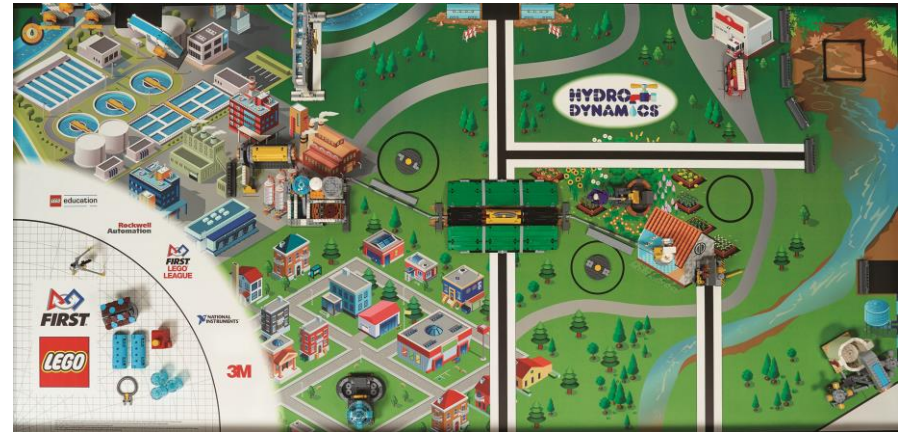 HYDRO
DYNAMICS
education
Rockwell
Automation
FIRST
LEGO
LEAGUE
FIRST
NATIONAL
INSTRUMENTS
LEGO
3M